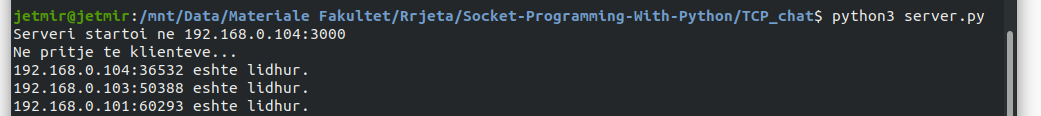 jetmir@jetmir:/mnt/Data/Materiale Fakultet/Rrjeta/Socket-Programming-With-Python/TCP_chat$ python3 server.py
Serveri startoi ne 192.168.0.104:3000
Ne pritje te klienteve...
192.168.0.104:36532 eshte lidhur.
192.168.0.103:50388 eshte lidhur.
192.168.0.101:60293 eshte lidhur.